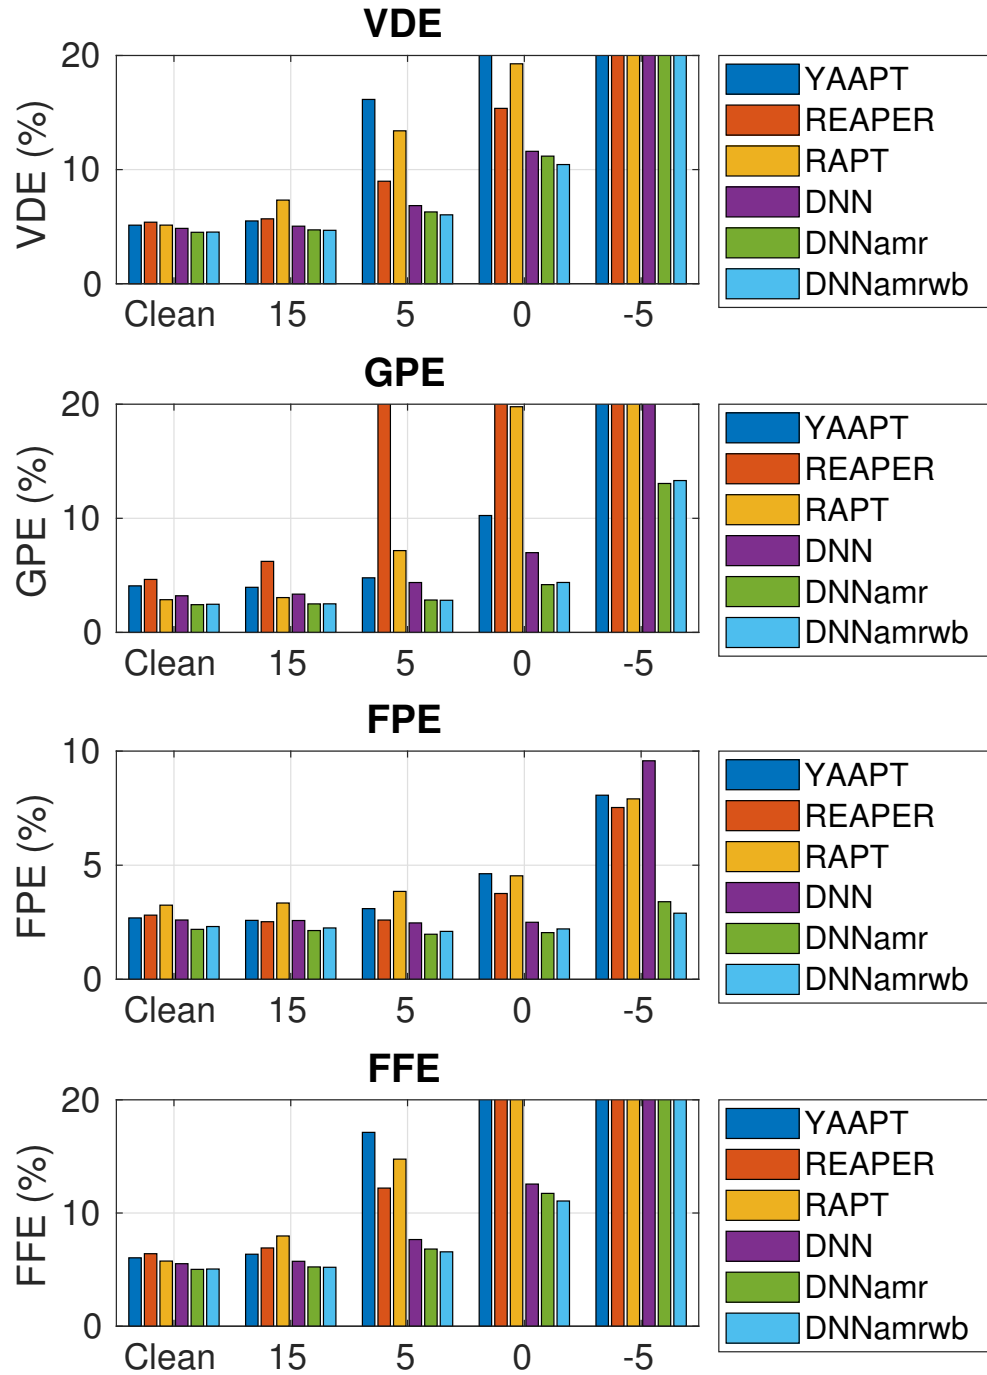 VDE
VDE (%)
20
10
0
Clean 15 5 0 -5
YAAPT
REAPER
RAPT
DNN
DNNamr
DNNamrwb
GPE
GPE (%)
20
10
0
Clean 15 5 0 -5
YAAPT
REAPER
RAPT
DNN
DNNamr
DNNamrwb
FPE
FPE (%)
10
5
0
Clean 15 5 0 -5
YAAPT
REAPER
RAPT
DNN
DNNamr
DNNamrwb
FFE
FFE (%)
20
10
0
Clean 15 5 0 -5
YAAPT
REAPER
RAPT
DNN
DNNamr
DNNamrwb